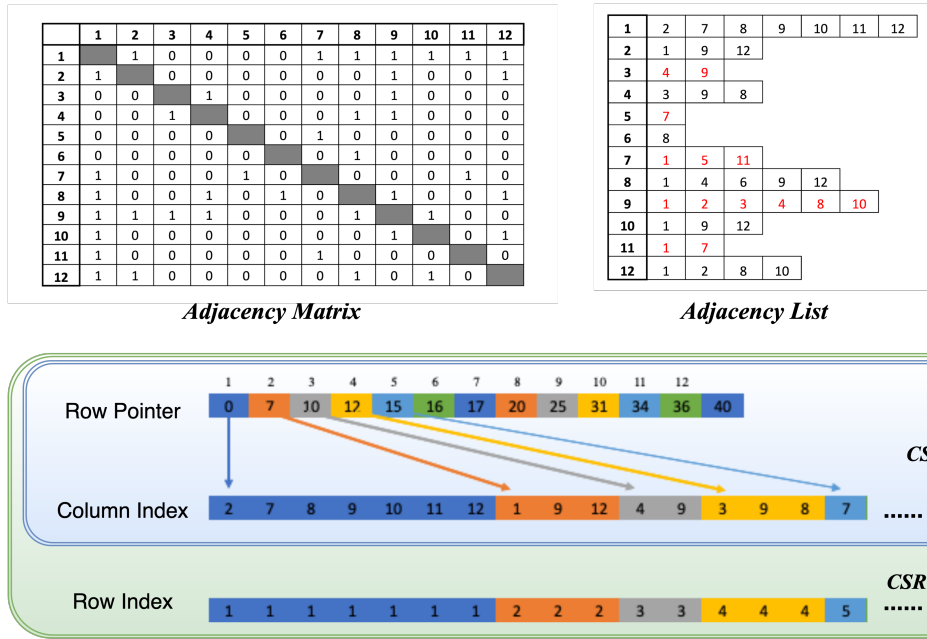 1 2 3 4 5 6 7 8 9 10 11 12
1 1 0 0 0 0 1 1 1 1 1 1
2 1 0 0 0 0 0 0 1 0 0 1
3 0 0 1 0 0 0 0 1 0 0 0
4 0 0 1 0 0 0 1 1 0 0 0
5 0 0 0 0 0 1 0 0 0 0 0
6 0 0 0 0 0 0 1 0 0 0 0
7 1 0 0 0 1 0 0 0 0 1 0
8 1 0 0 1 0 1 0 1 0 0 1
9 1 1 1 1 0 0 0 1 1 0 0
10 1 0 0 0 0 0 0 0 1 0 1
11 1 0 0 0 0 0 1 0 0 0 0
12 1 1 0 0 0 0 0 1 0 1 0
Adjacency Matrix
1 2 7 8 9 10 11 12
2 1 9 12
3 4 9
4 3 9 8
5 7
6 8
7 1 5 11
8 1 4 6 9 12
9 1 2 3 4 8 10
10 1 9 12
11 1 7
12 1 2 8 10
Adjacency List
1 2 3 4 5 6 7 8 9 10 11 12
Row Pointer 0 7 10 12 15 16 17 20 25 31 34 36 40
CS
Column Index 2 7 8 9 10 11 12 1 9 12 4 9 3 9 8 7 ......
CSR
Row Index 1 1 1 1 1 1 1 2 2 2 3 3 4 4 4 5 ......